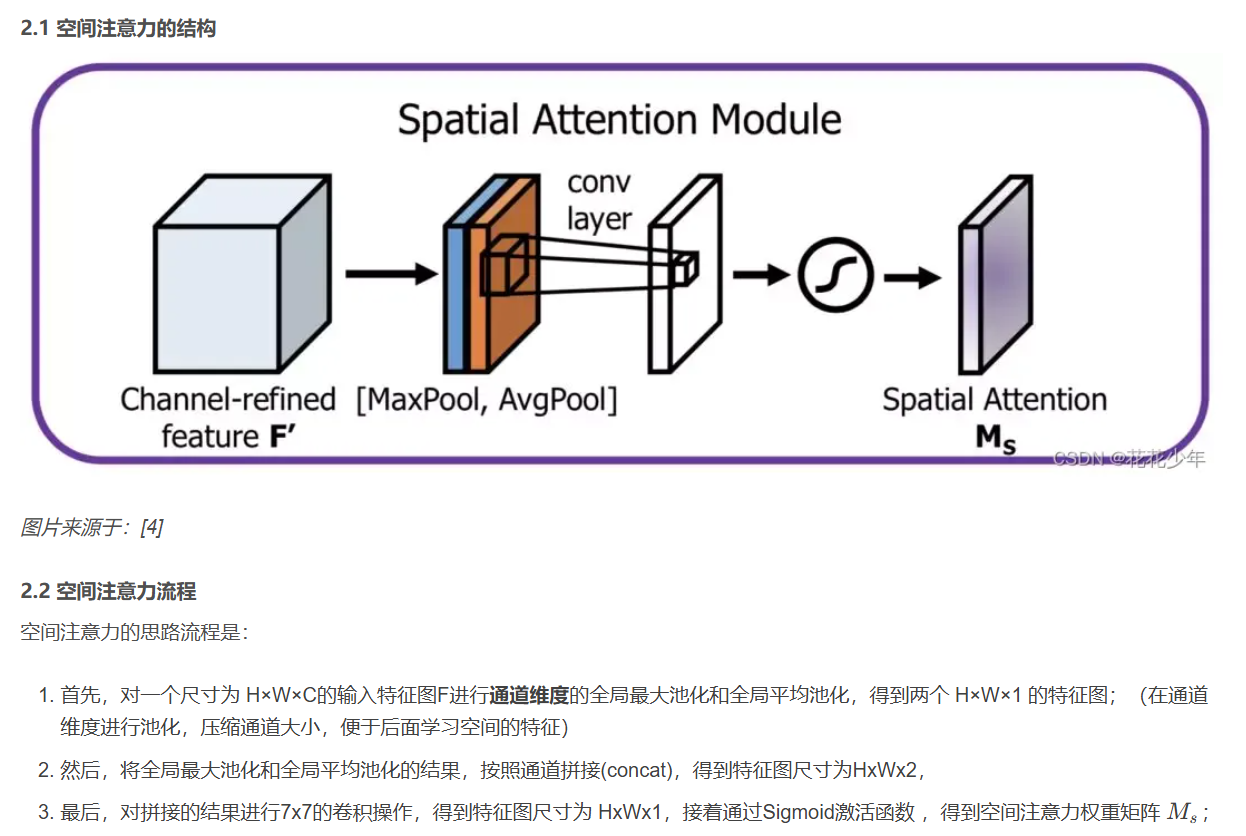 2.1 空间注意力的结构
Spatial Attention Module
conv
layer
Channel-refined
feature F′
[MaxPool, AvgPool]
Spatial Attention
Ms
CSDN @花花少年
图片来源于：[4]
2.2 空间注意力流程
空间注意力的思路流程是：
1. 首先，对一个尺寸为 H×W×C的输入特征图F进行通道维度的全局最大池化和全局平均池化，得到两个 H×W×1 的特征图；（在通道
维度进行池化，压缩通道大小，便于后面学习空间的特征）
2. 然后，将全局最大池化和全局平均池化的结果，按照通道拼接(concat)，得到特征图尺寸为HxWx2，
3. 最后，对拼接的结果进行7x7的卷积操作，得到特征图尺寸为 HxWx1，接着通过Sigmoid激活函数 ，得到空间注意力权重矩阵 Ms；